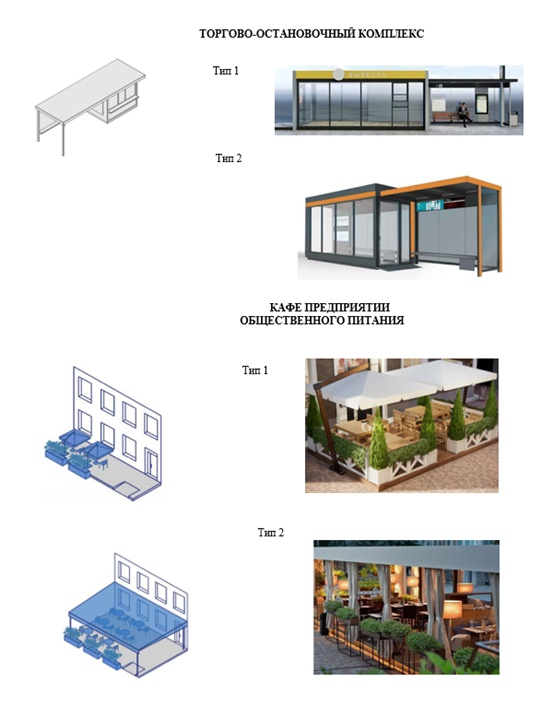 ТОРГОВО-ОСТАНОВОЧНЫЙ КОМПЛЕКС
Тип 1
Тип 2
КАФЕ ПРЕДПРИЯТИИ
ОБЩЕСТВЕННОГО ПИТАНИЯ
Тип 1
Тип 2